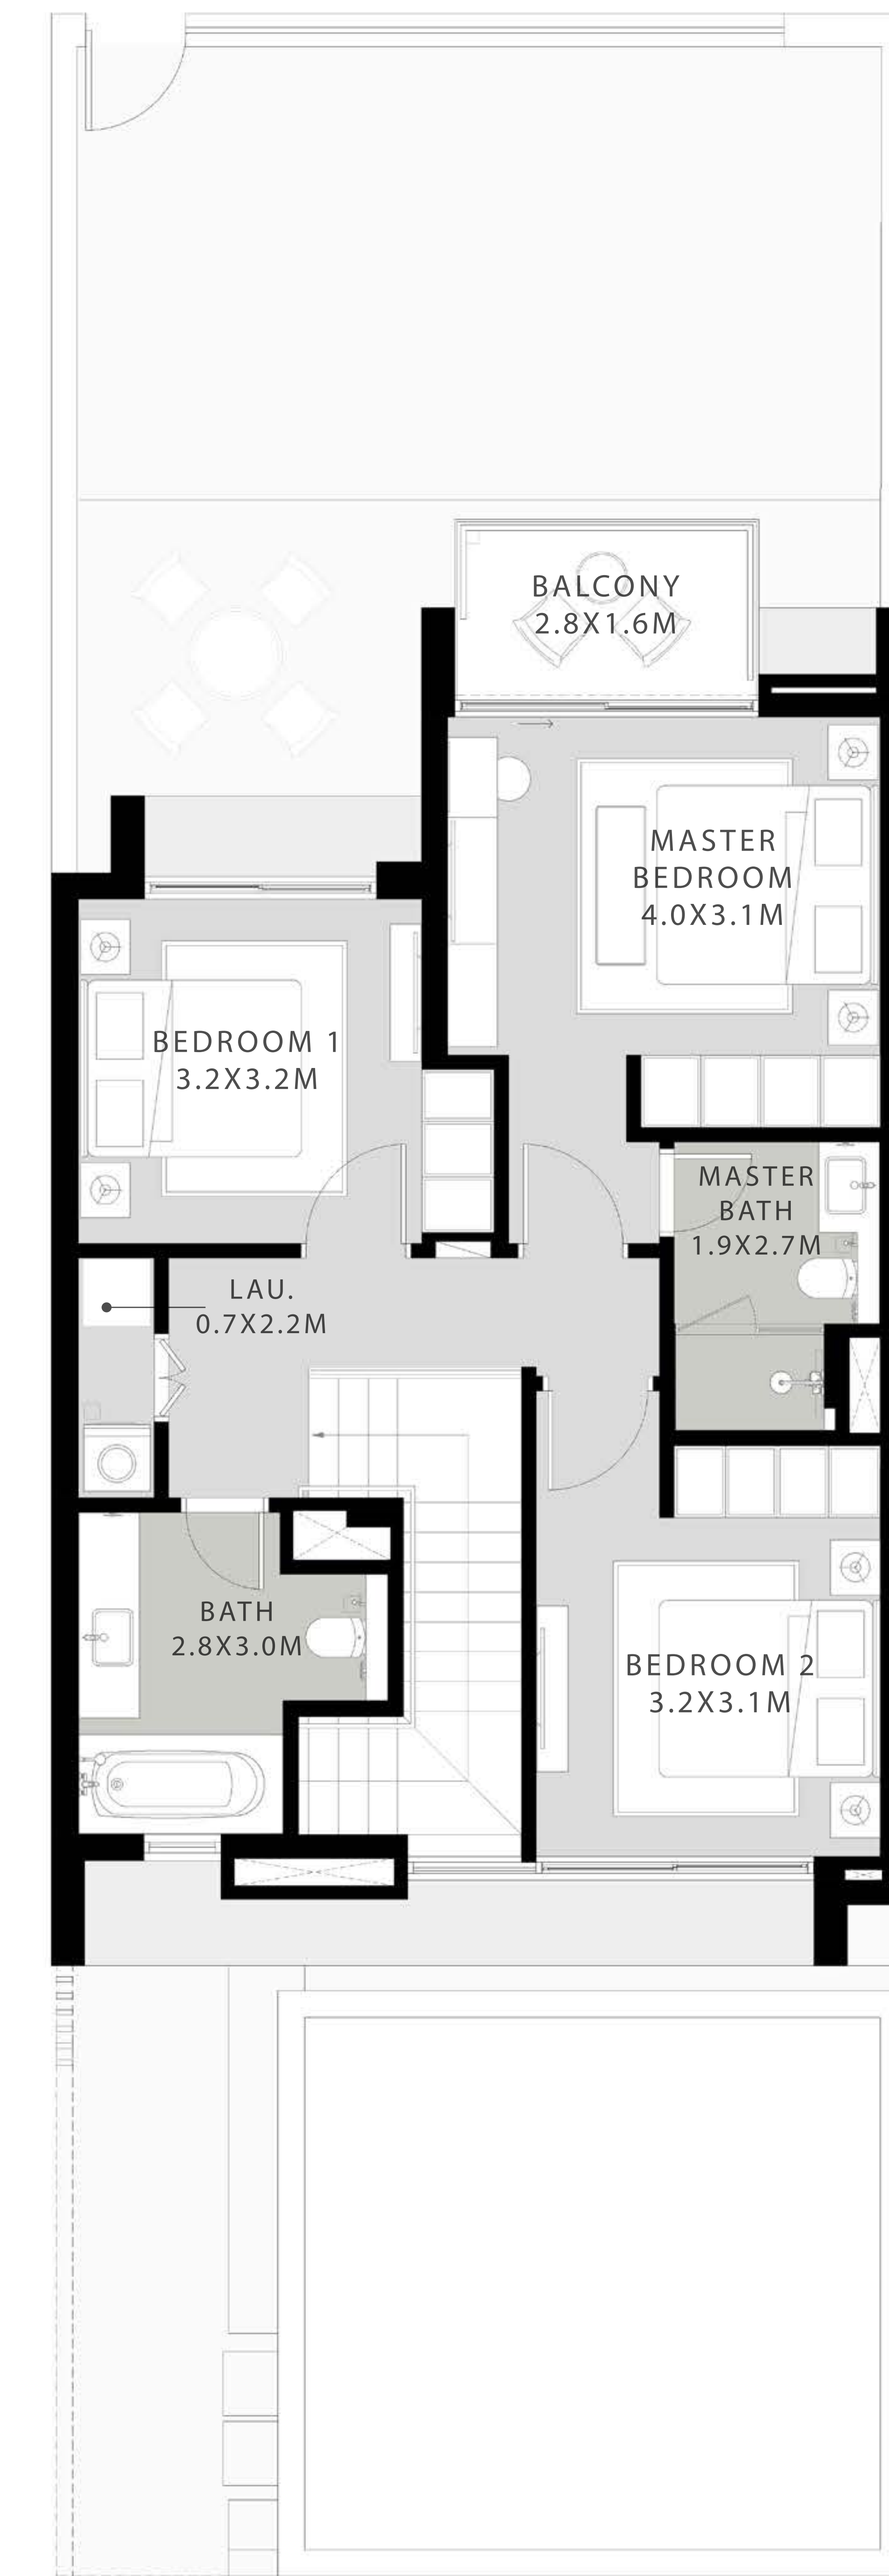 BALCONY
2.8X1.6M
MASTER
BEDROOM
4.0X3.1M
BEDROOM 1
3.2X3.2M
MASTER
BATH
1.9X2.7M
LAU.
0.7X2.2M
BATH
2.8X3.0M
BEDROOM 2
3.2X3.1M